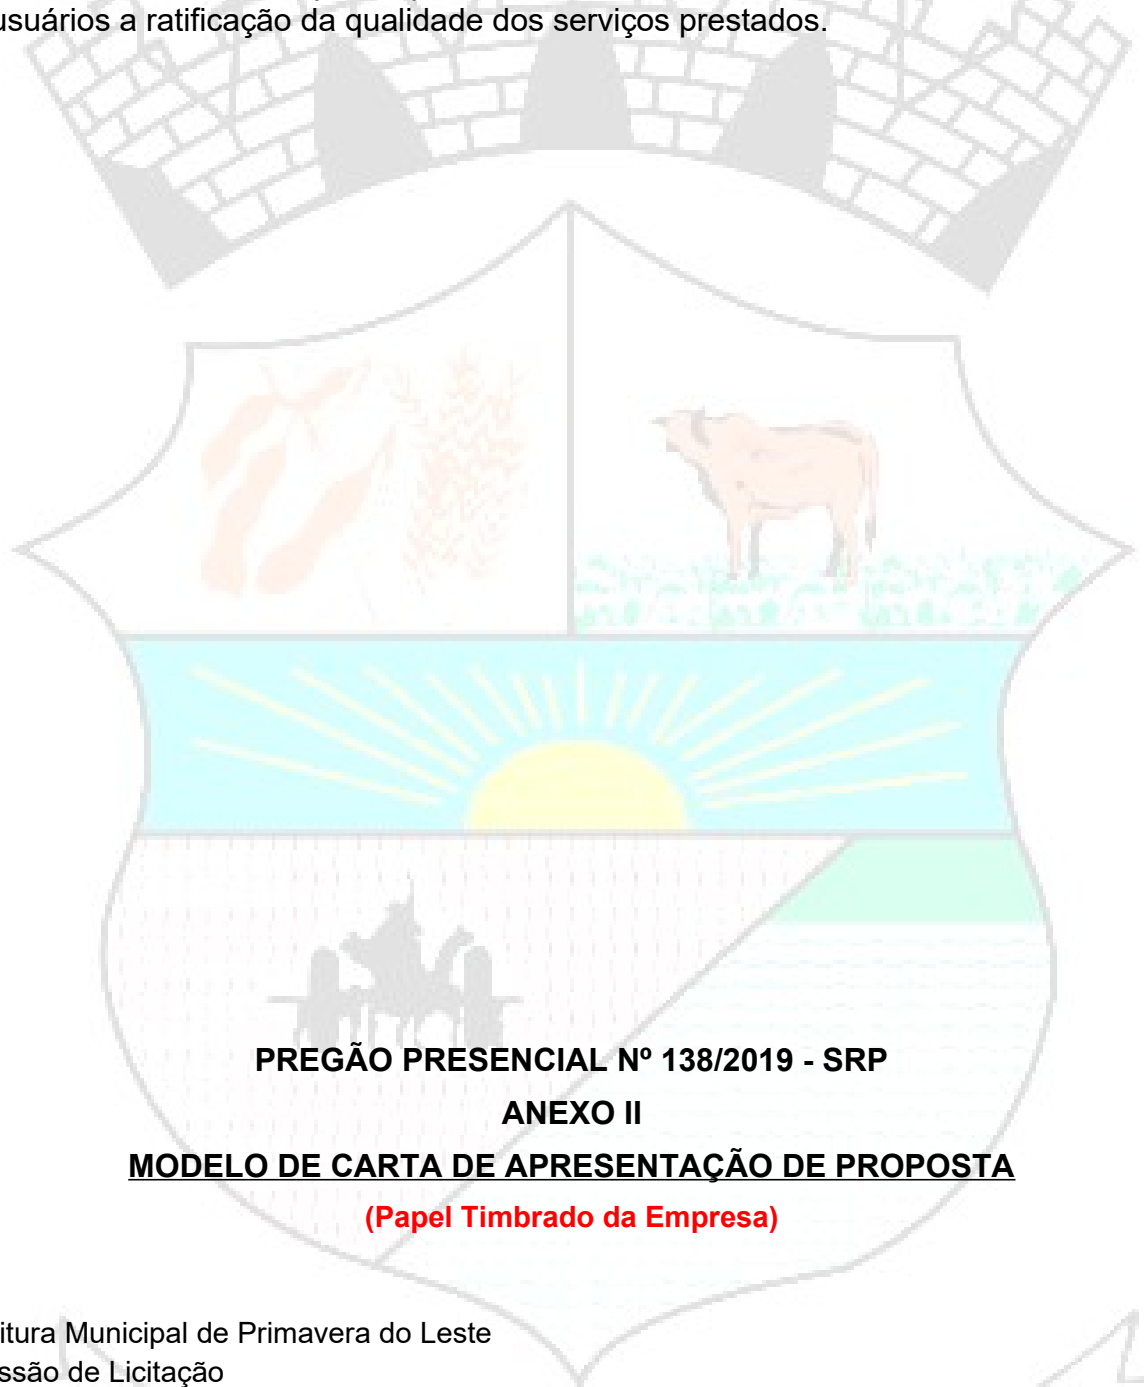 usuários a ratificação da qualidade dos serviços prestados.
PREGÃO PRESENCIAL Nº 138/2019 - SRP
ANEXO II
MODELO DE CARTA DE APRESENTAÇÃO DE PROPOSTA
(Papel Timbrado da Empresa)
itura Municipal de Primavera do Leste
ssão de Licitação